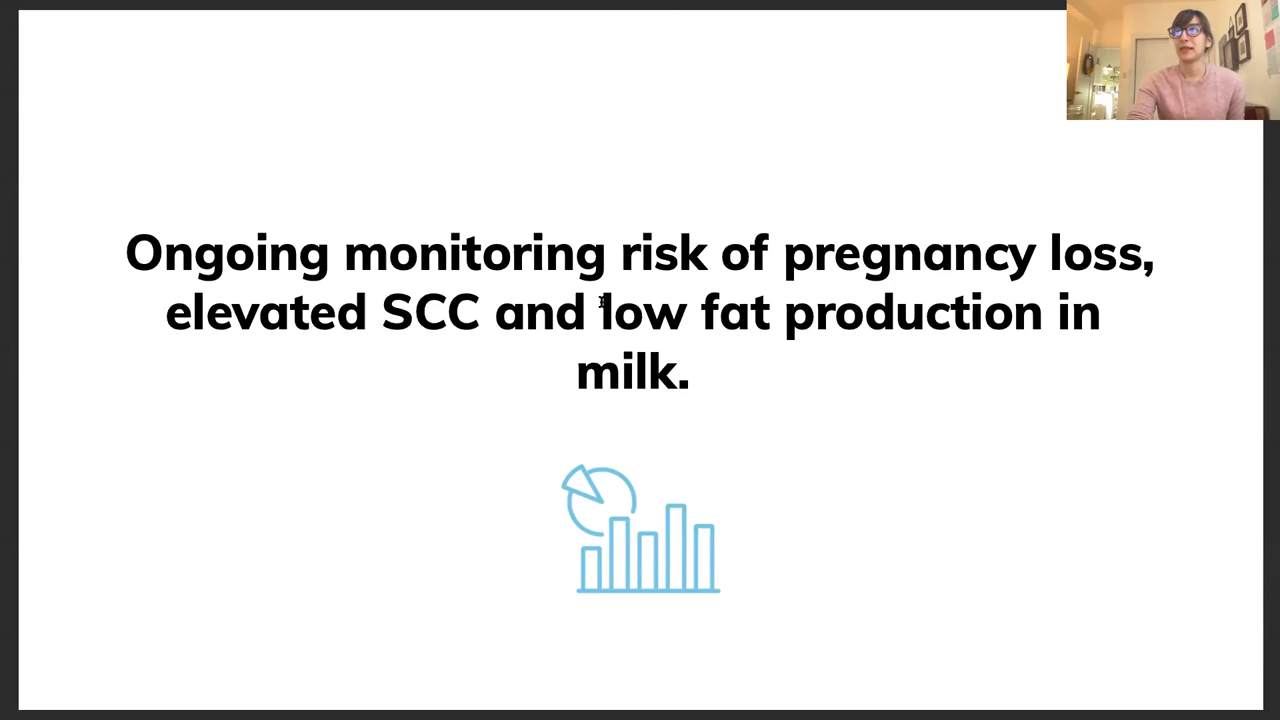 Ongoing monitoring risk of pregnancy loss,
elevated SCC and low fat production in
milk.